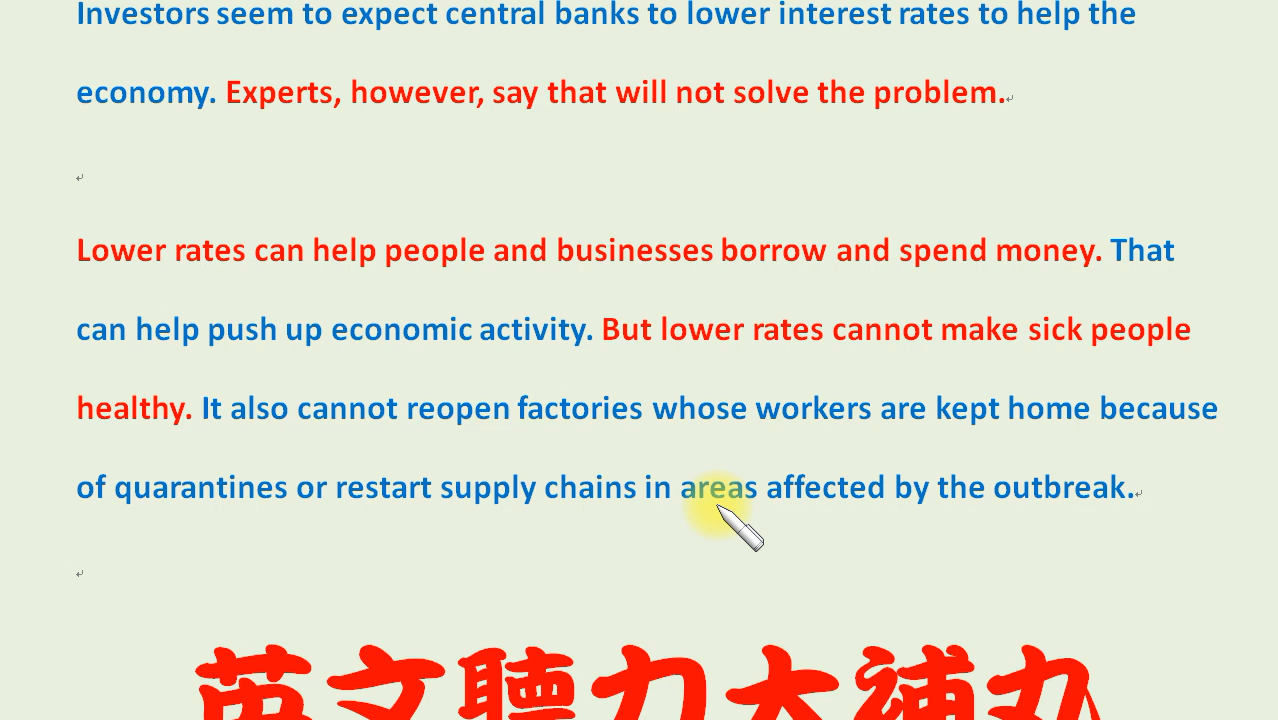 Investors seem to expect central banks to lower interest rates to help the
economy. Experts, however, say that will not solve the problem.
Lower rates can help people and businesses borrow and spend money. That
can help push up economic activity. But lower rates cannot make sick people
healthy. It also cannot reopen factories whose workers are kept home because
of quarantines or restart supply chains in areas affected by the outbreak.
英文聽力大補丸